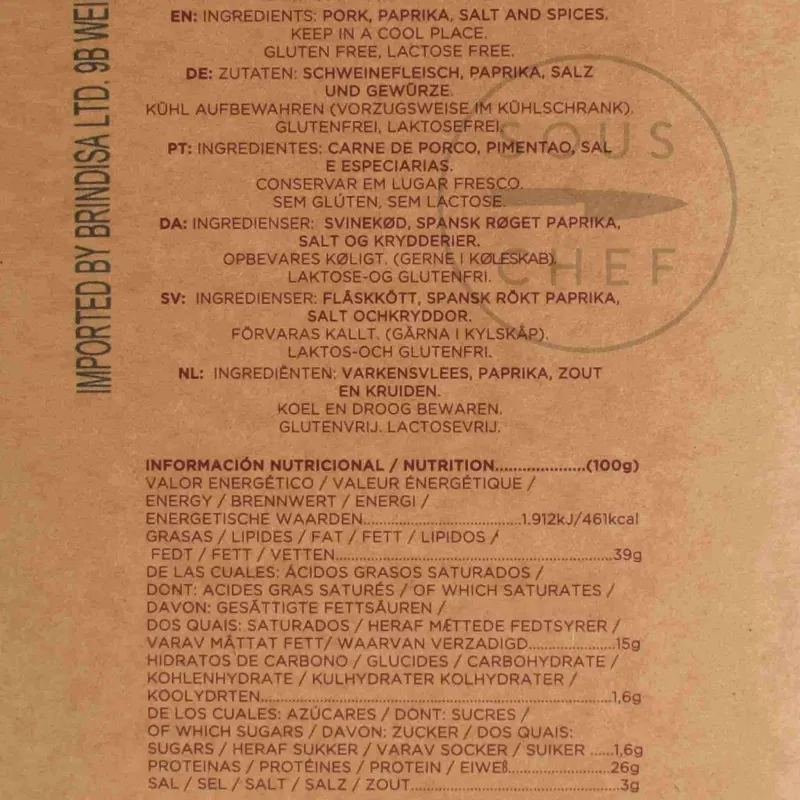 IMPORTED BY BRINDISA LTD. 9B WEI
EN: INGREDIENTS: PORK, PAPRIKA, SALT AND SPICES.
KEEP IN A COOL PLACE.
GLUTEN FREE, LACTOSE FREE.
DE: ZUTATEN: SCHWEINEFLEISCH, PAPRIKA, SALZ
UND GEWÜRZE.
KÜHL AUFBEWAHREN (VORZUGSWEISE IM KÜHLSCHRANK).
GLUTENFREI, LAKTOSEFREI.
PT: INGREDIENTES: CARNE DE PORCO, PIMENTAO, SAL
E ESPECIARIAS.
CONSERVAR EM LUGAR FRESCO.
SEM GLÚTEN, SEM LACTOSE.
DA: INGREDIENSER: SVINEKØD, SPANSK RØGET PAPRIKA,
SALT OG KRYDDERIER.
OPBEVARES KØLIGT. (GERNE I KØLESKAB).
LAKTOSE-OG GLUTENFRI.
SV: INGREDIENSER: FLÄSKKÖTT, SPANSK RÖKT PAPRIKA,
SALT OCHKRYDDOR.
FÖRVARAS KALLT. (GÄRNA I KYLSKÅP).
LAKTOS-OCH GLUTENFRI.
NL: INGREDIËNTEN: VARKENSVLEES, PAPRIKA, ZOUT
EN KRUIDEN.
KOEL EN DROOG BEWAREN.
GLUTENVRIJ. LACTOSEVRIJ.
SOUS
CHEF
INFORMACIÓN NUTRICIONAL / NUTRITION..................(100g)
VALOR ENERGÉTICO / VALEUR ÉNERGÉTIQUE /
ENERGY / BRENNWERT / ENERGI /
ENERGETISCHE WAARDEN................................1.912kJ/461kcal
GRASAS / LIPIDES / FAT / FETT / LIPIDOS /
FEDT / FETT / VETTEN........................................................39g
DE LAS CUALES: ÁCIDOS GRASOS SATURADOS /
DONT: ACIDES GRAS SATURÉS / OF WHICH SATURATES /
DAVON: GESÄTTIGTE FETTSÄUREN /
DOS QUAIS: SATURADOS / HERAF MÆTTEDE FEDTSYRER /
VARAV MÄTTAT FETT/ WAARVAN VERZADIGD.................15g
HIDRATOS DE CARBONO / GLUCIDES / CARBOHYDRATE /
KOHLENHYDRATE / KULHYDRATER KOLHYDRATER /
KOOLYDRTEN.......................................................................1,6g
DE LOS CUALES: AZÚCARES / DONT: SUCRES /
OF WHICH SUGARS / DAVON: ZUCKER / DOS QUAIS:
SUGARS / HERAF SUKKER / VARAV SOCKER / SUIKER .....1,6g
PROTEINAS / PROTÉINES / PROTEIN / EIWEß.....................26g
SAL / SEL / SALT / SALZ / ZOUT..........................................3g